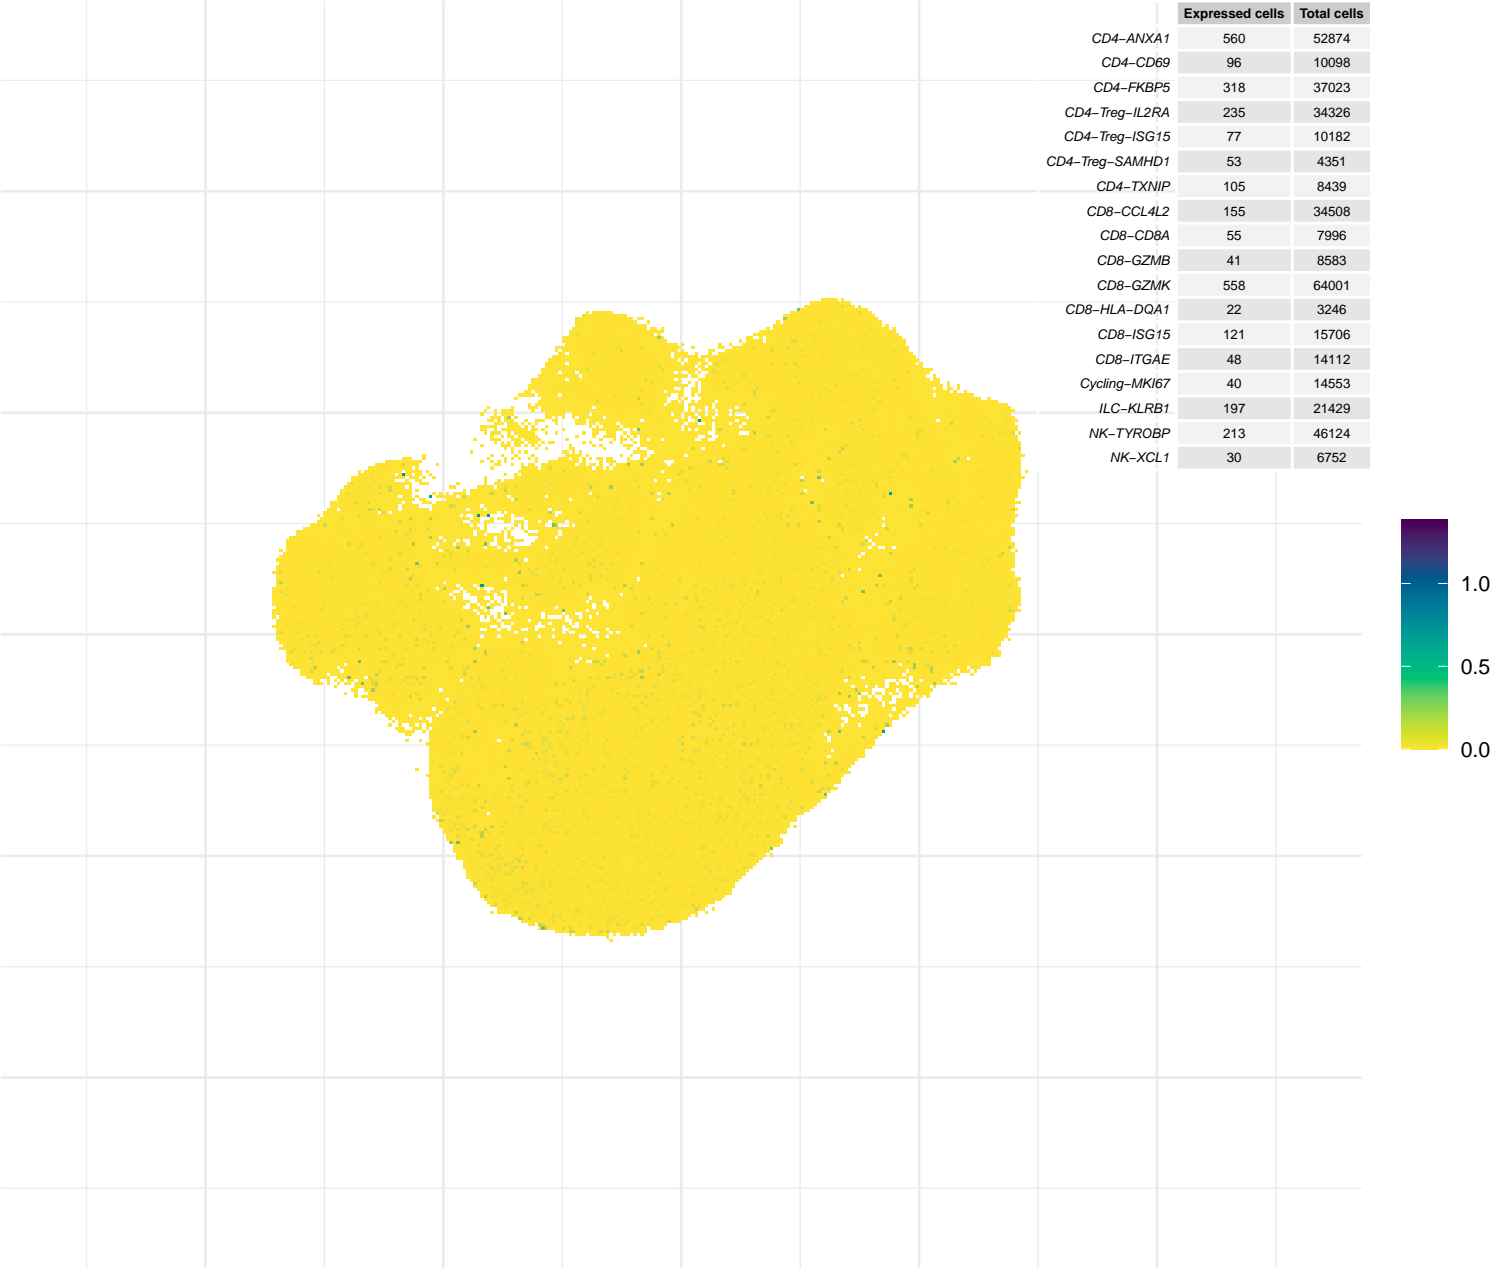 Expressed cells Total cells
CD4−ANXA1 560 52874
CD4−CD69 96 10098
CD4−FKBP5 318 37023
CD4−Treg−IL2RA 235 34326
CD4−Treg−ISG15 77 10182
CD4−Treg−SAMHD1 53 4351
CD4−TXNIP 105 8439
CD8−CCL4L2 155 34508
CD8−CD8A 55 7996
CD8−GZMB 41 8583
CD8−GZMK 558 64001
CD8−HLA−DQA1 22 3246
CD8−ISG15 121 15706
CD8−ITGAE 48 14112
Cycling−MKI67 40 14553
ILC−KLRB1 197 21429
NK−TYROBP 213 46124
NK−XCL1 30 6752
1.0
0.5
0.0